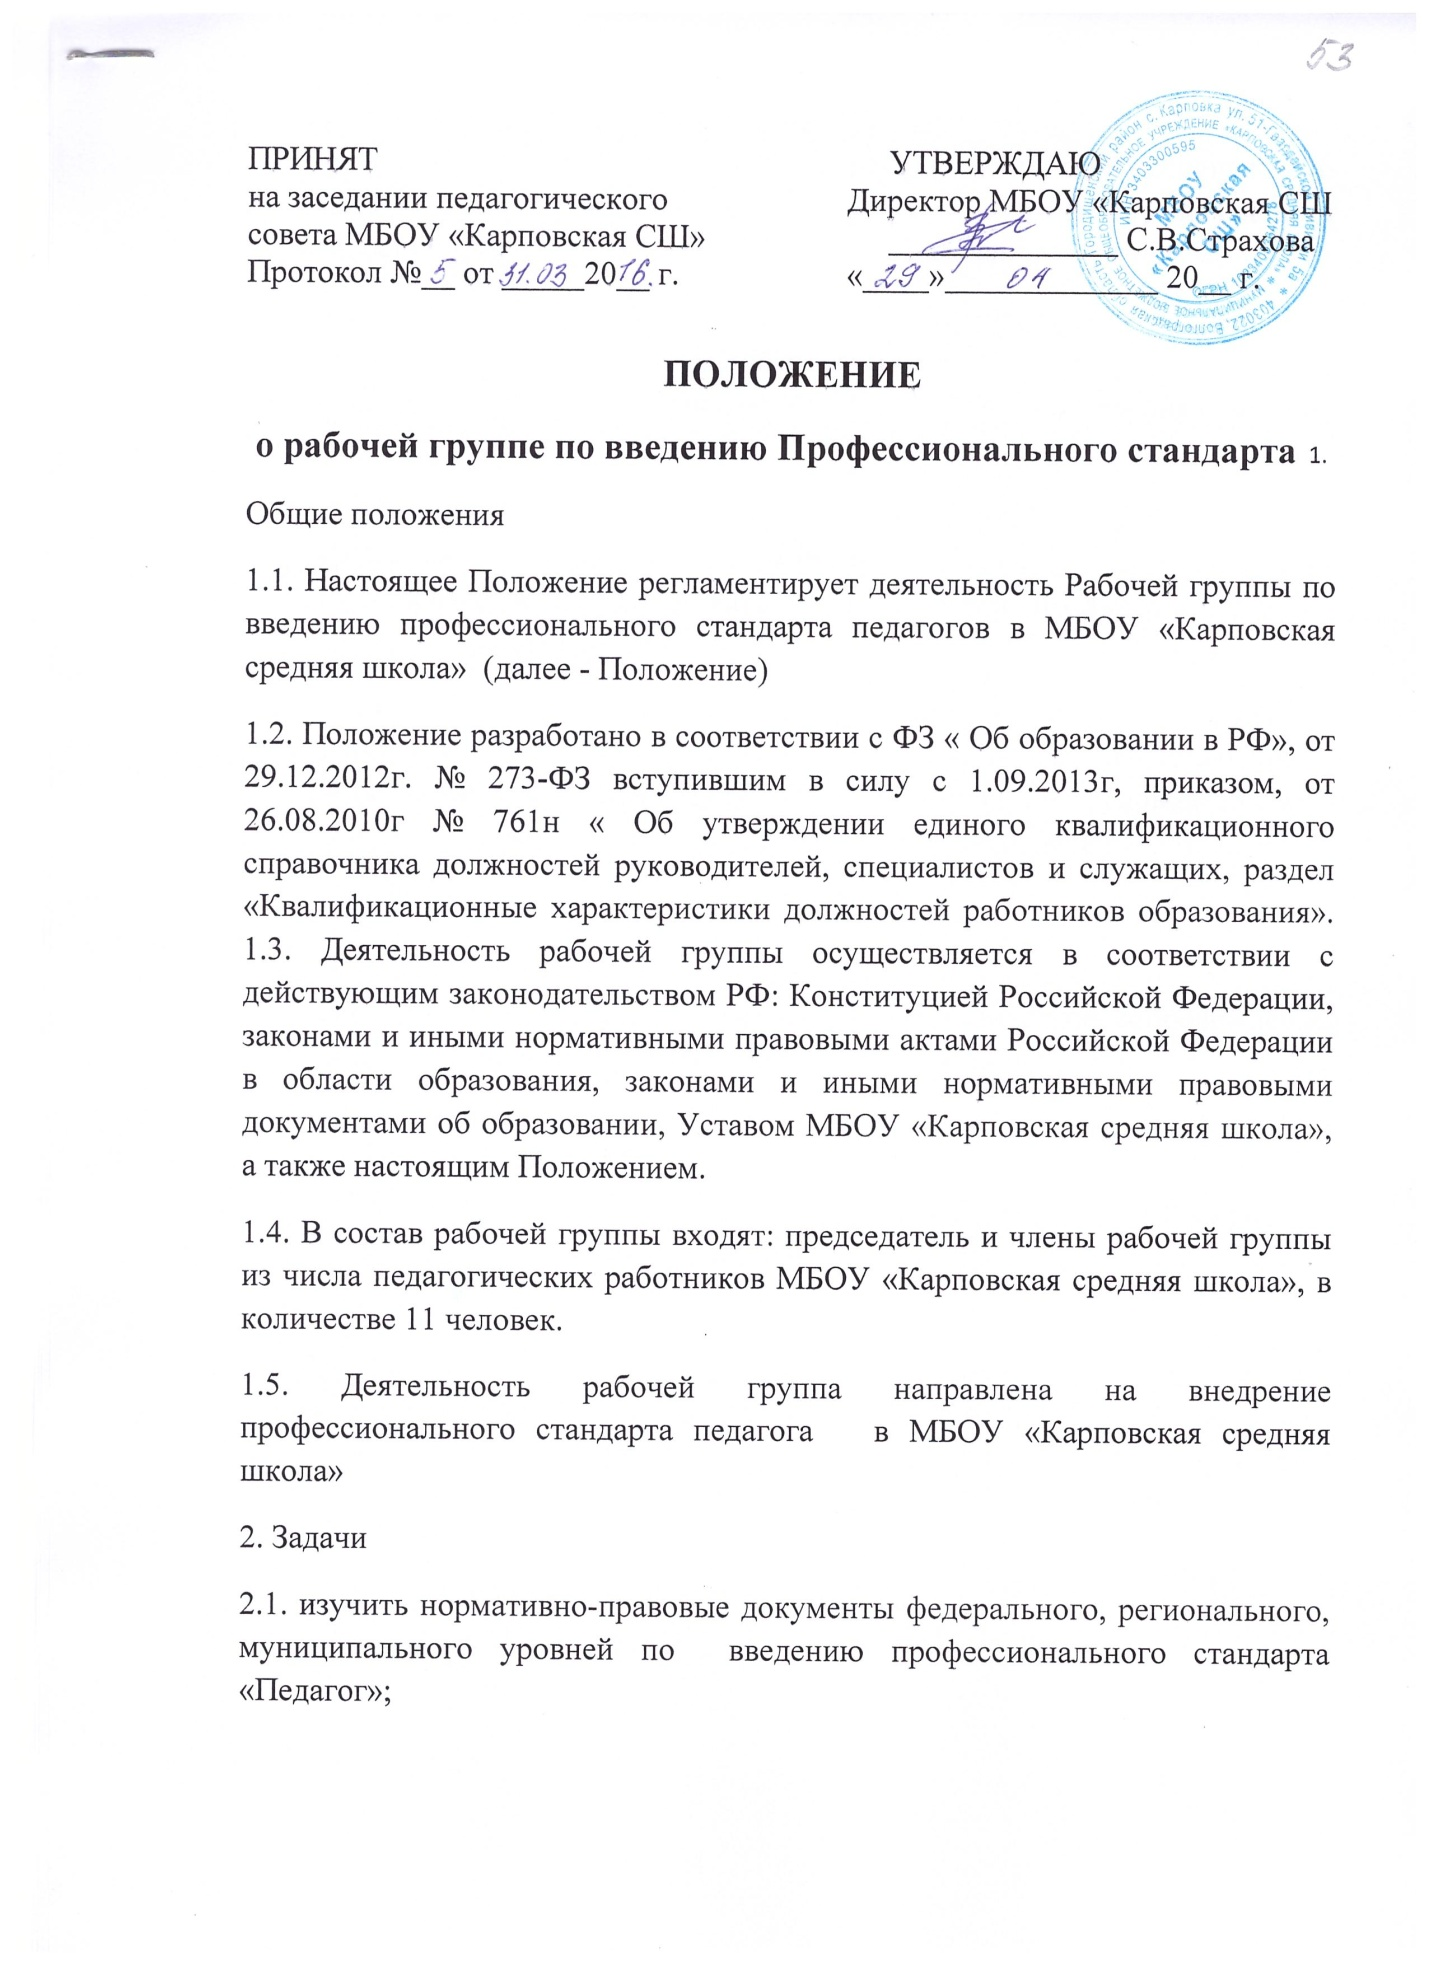 53
ПРИНЯТ
на заседании педагогического
совета МБОУ «Карповская СШ»
Протокол № 5 от 31.03 2016 г.
УТВЕРЖДАЮ
Директор МБОУ «Карповская СШ
С.В.Страхова
« 29 » 04 20__ г.
МБОУ
«Карповская
СШ»
ПОЛОЖЕНИЕ
о рабочей группе по введению Профессионального стандарта 1.
Общие положения
1.1. Настоящее Положение регламентирует деятельность Рабочей группы по
введению профессионального стандарта педагогов в МБОУ «Карповская
средняя школа» (далее - Положение)
1.2. Положение разработано в соответствии с ФЗ « Об образовании в РФ», от
29.12.2012г. № 273-ФЗ вступившим в силу с 1.09.2013г, приказом, от
26.08.2010г № 761н « Об утверждении единого квалификационного
справочника должностей руководителей, специалистов и служащих, раздел
«Квалификационные характеристики должностей работников образования».
1.3. Деятельность рабочей группы осуществляется в соответствии с
действующим законодательством РФ: Конституцией Российской Федерации,
законами и иными нормативными правовыми актами Российской Федерации
в области образования, законами и иными нормативными правовыми
документами об образовании, Уставом МБОУ «Карповская средняя школа»,
а также настоящим Положением.
1.4. В состав рабочей группы входят: председатель и члены рабочей группы
из числа педагогических работников МБОУ «Карповская средняя школа», в
количестве 11 человек.
1.5. Деятельность рабочей группа направлена на внедрение
профессионального стандарта педагога в МБОУ «Карповская средняя
школа»
2. Задачи
2.1. изучить нормативно-правовые документы федерального, регионального,
муниципального уровней по введению профессионального стандарта
«Педагог»;